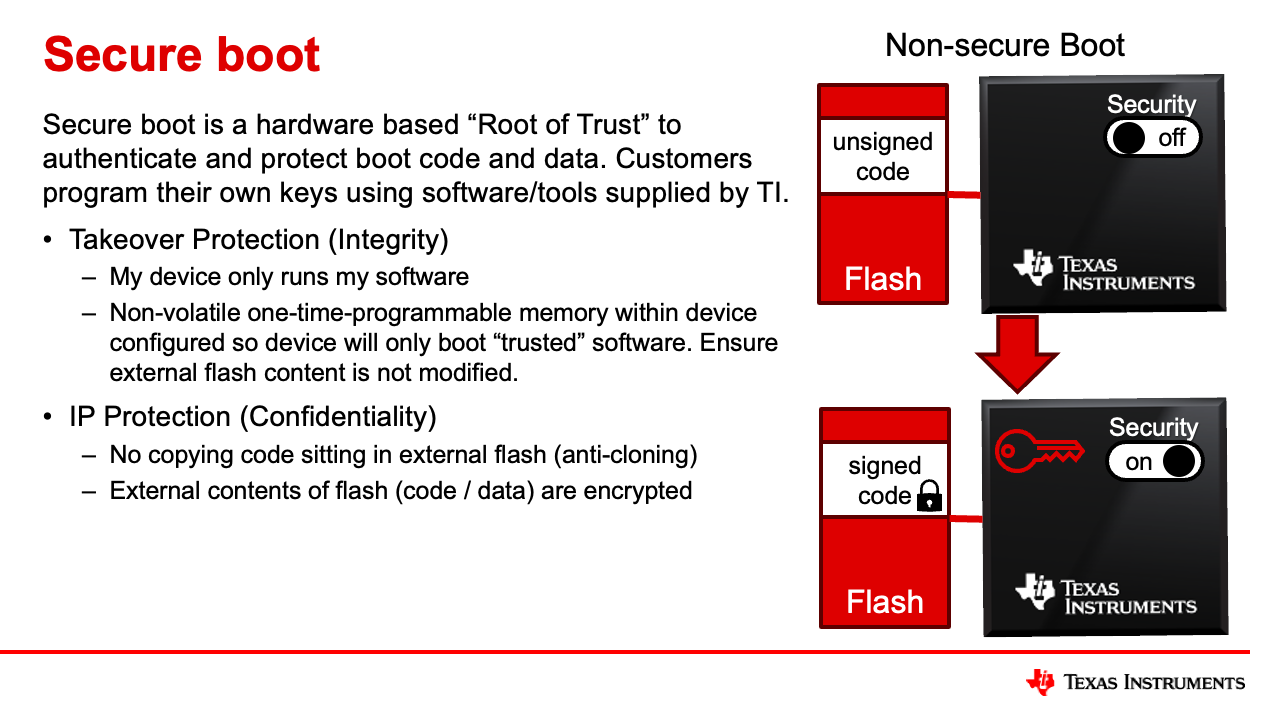 Secure boot
Secure boot is a hardware based “Root of Trust” to
authenticate and protect boot code and data. Customers
program their own keys using software/tools supplied by TI.
• Takeover Protection (Integrity)
– My device only runs my software
– Non-volatile one-time-programmable memory within device
configured so device will only boot “trusted” software. Ensure
external flash content is not modified.
• IP Protection (Confidentiality)
– No copying code sitting in external flash (anti-cloning)
– External contents of flash (code / data) are encrypted
Non-secure Boot
unsigned
code
Flash
Security
off
TEXAS
INSTRUMENTS
signed
code
Flash
Security
on
TEXAS
INSTRUMENTS
TEXAS INSTRUMENTS